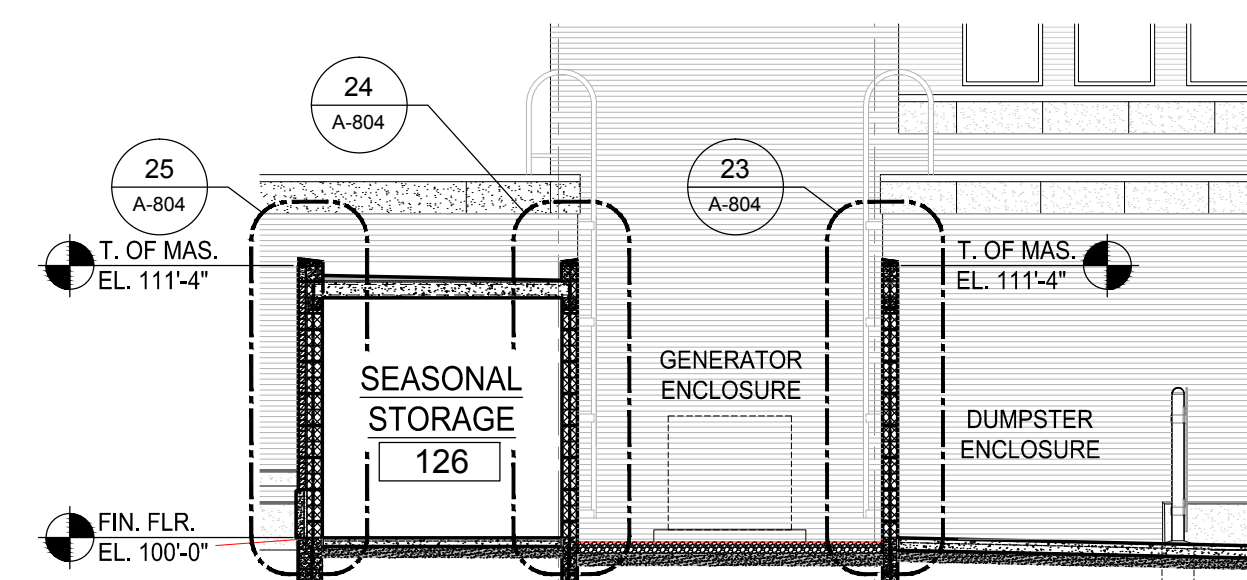 24
A-804
25
A-804
23
A-804
T. OF MAS.
EL. 111'-4"
T. OF MAS.
EL. 111'-4"
SEASONAL
STORAGE
126
GENERATOR
ENCLOSURE
DUMPSTER
ENCLOSURE
FIN. FLR.
EL. 100'-0"